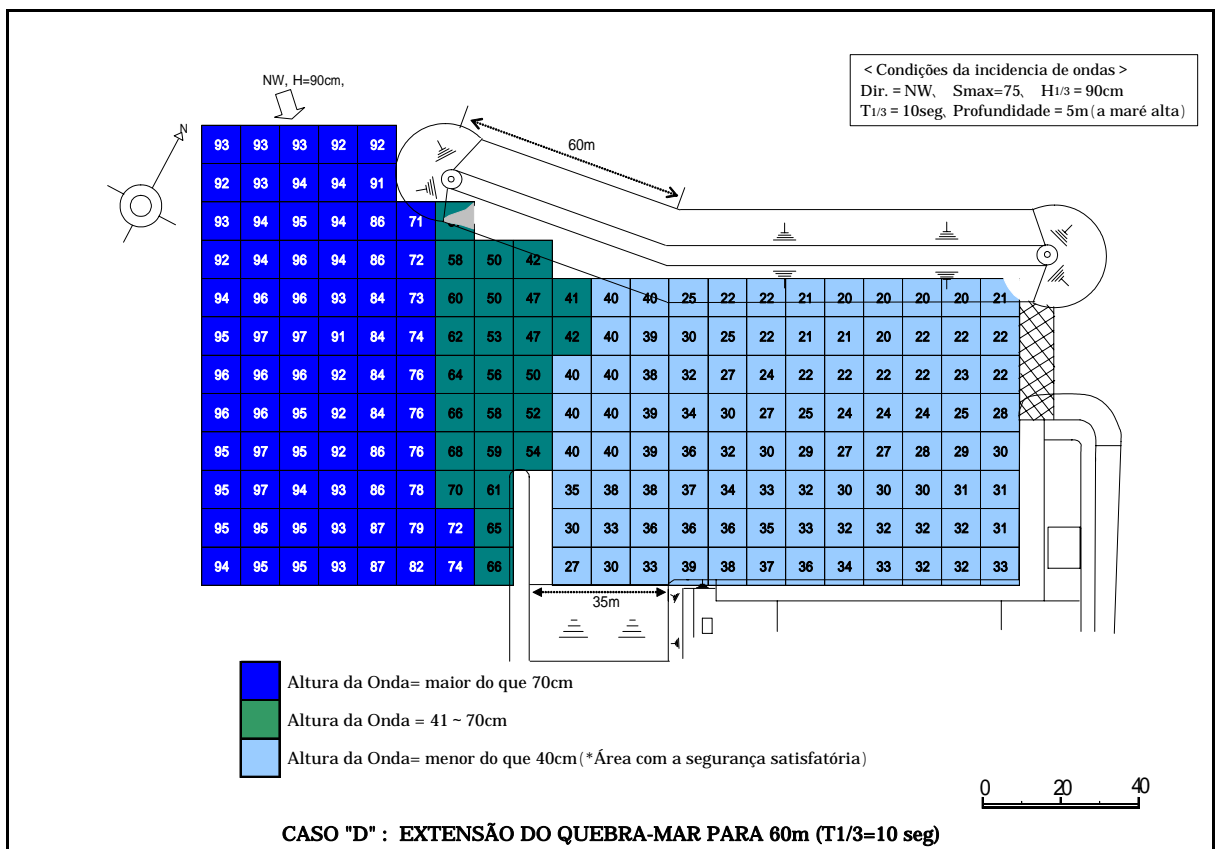 NW, H=90cm,
< Condições da incidencia de ondas >
Dir. = NW、 Smax=75、 H1/3 = 90cm
T1/3 = 10seg、Profundidade = 5m(a maré alta)
N
60m
93 93 93 92 92
92 93 94 94 91
93 94 95 94 86 71
92 94 96 94 86 72 58 50 42
94 96 96 93 84 73 60 50 47 41 40 40 25 22 22 21 20 20 20 20 21
95 97 97 91 84 74 62 53 47 42 40 39 30 25 22 21 21 20 22 22 22
96 96 96 92 84 76 64 56 50 40 40 38 32 27 24 22 22 22 22 23 22
96 96 95 92 84 76 66 58 52 40 40 39 34 30 27 25 24 24 24 25 28
95 97 95 92 86 76 68 59 54 40 40 39 36 32 30 29 27 27 28 29 30
95 97 94 93 86 78 70 61 35 38 38 37 34 33 32 30 30 30 31 31
95 95 95 93 87 79 72 65 30 33 36 36 36 35 33 32 32 32 32 31
94 95 95 93 87 82 74 66 27 30 33 39 38 37 36 34 33 32 32 33
35m
Altura da Onda= maior do que 70cm
Altura da Onda = 41 ~ 70cm
Altura da Onda= menor do que 40cm(*Área com a segurança satisfatória)
0 20 40
CASO "D" : EXTENSÃO DO QUEBRA-MAR PARA 60m (T1/3=10 seg)